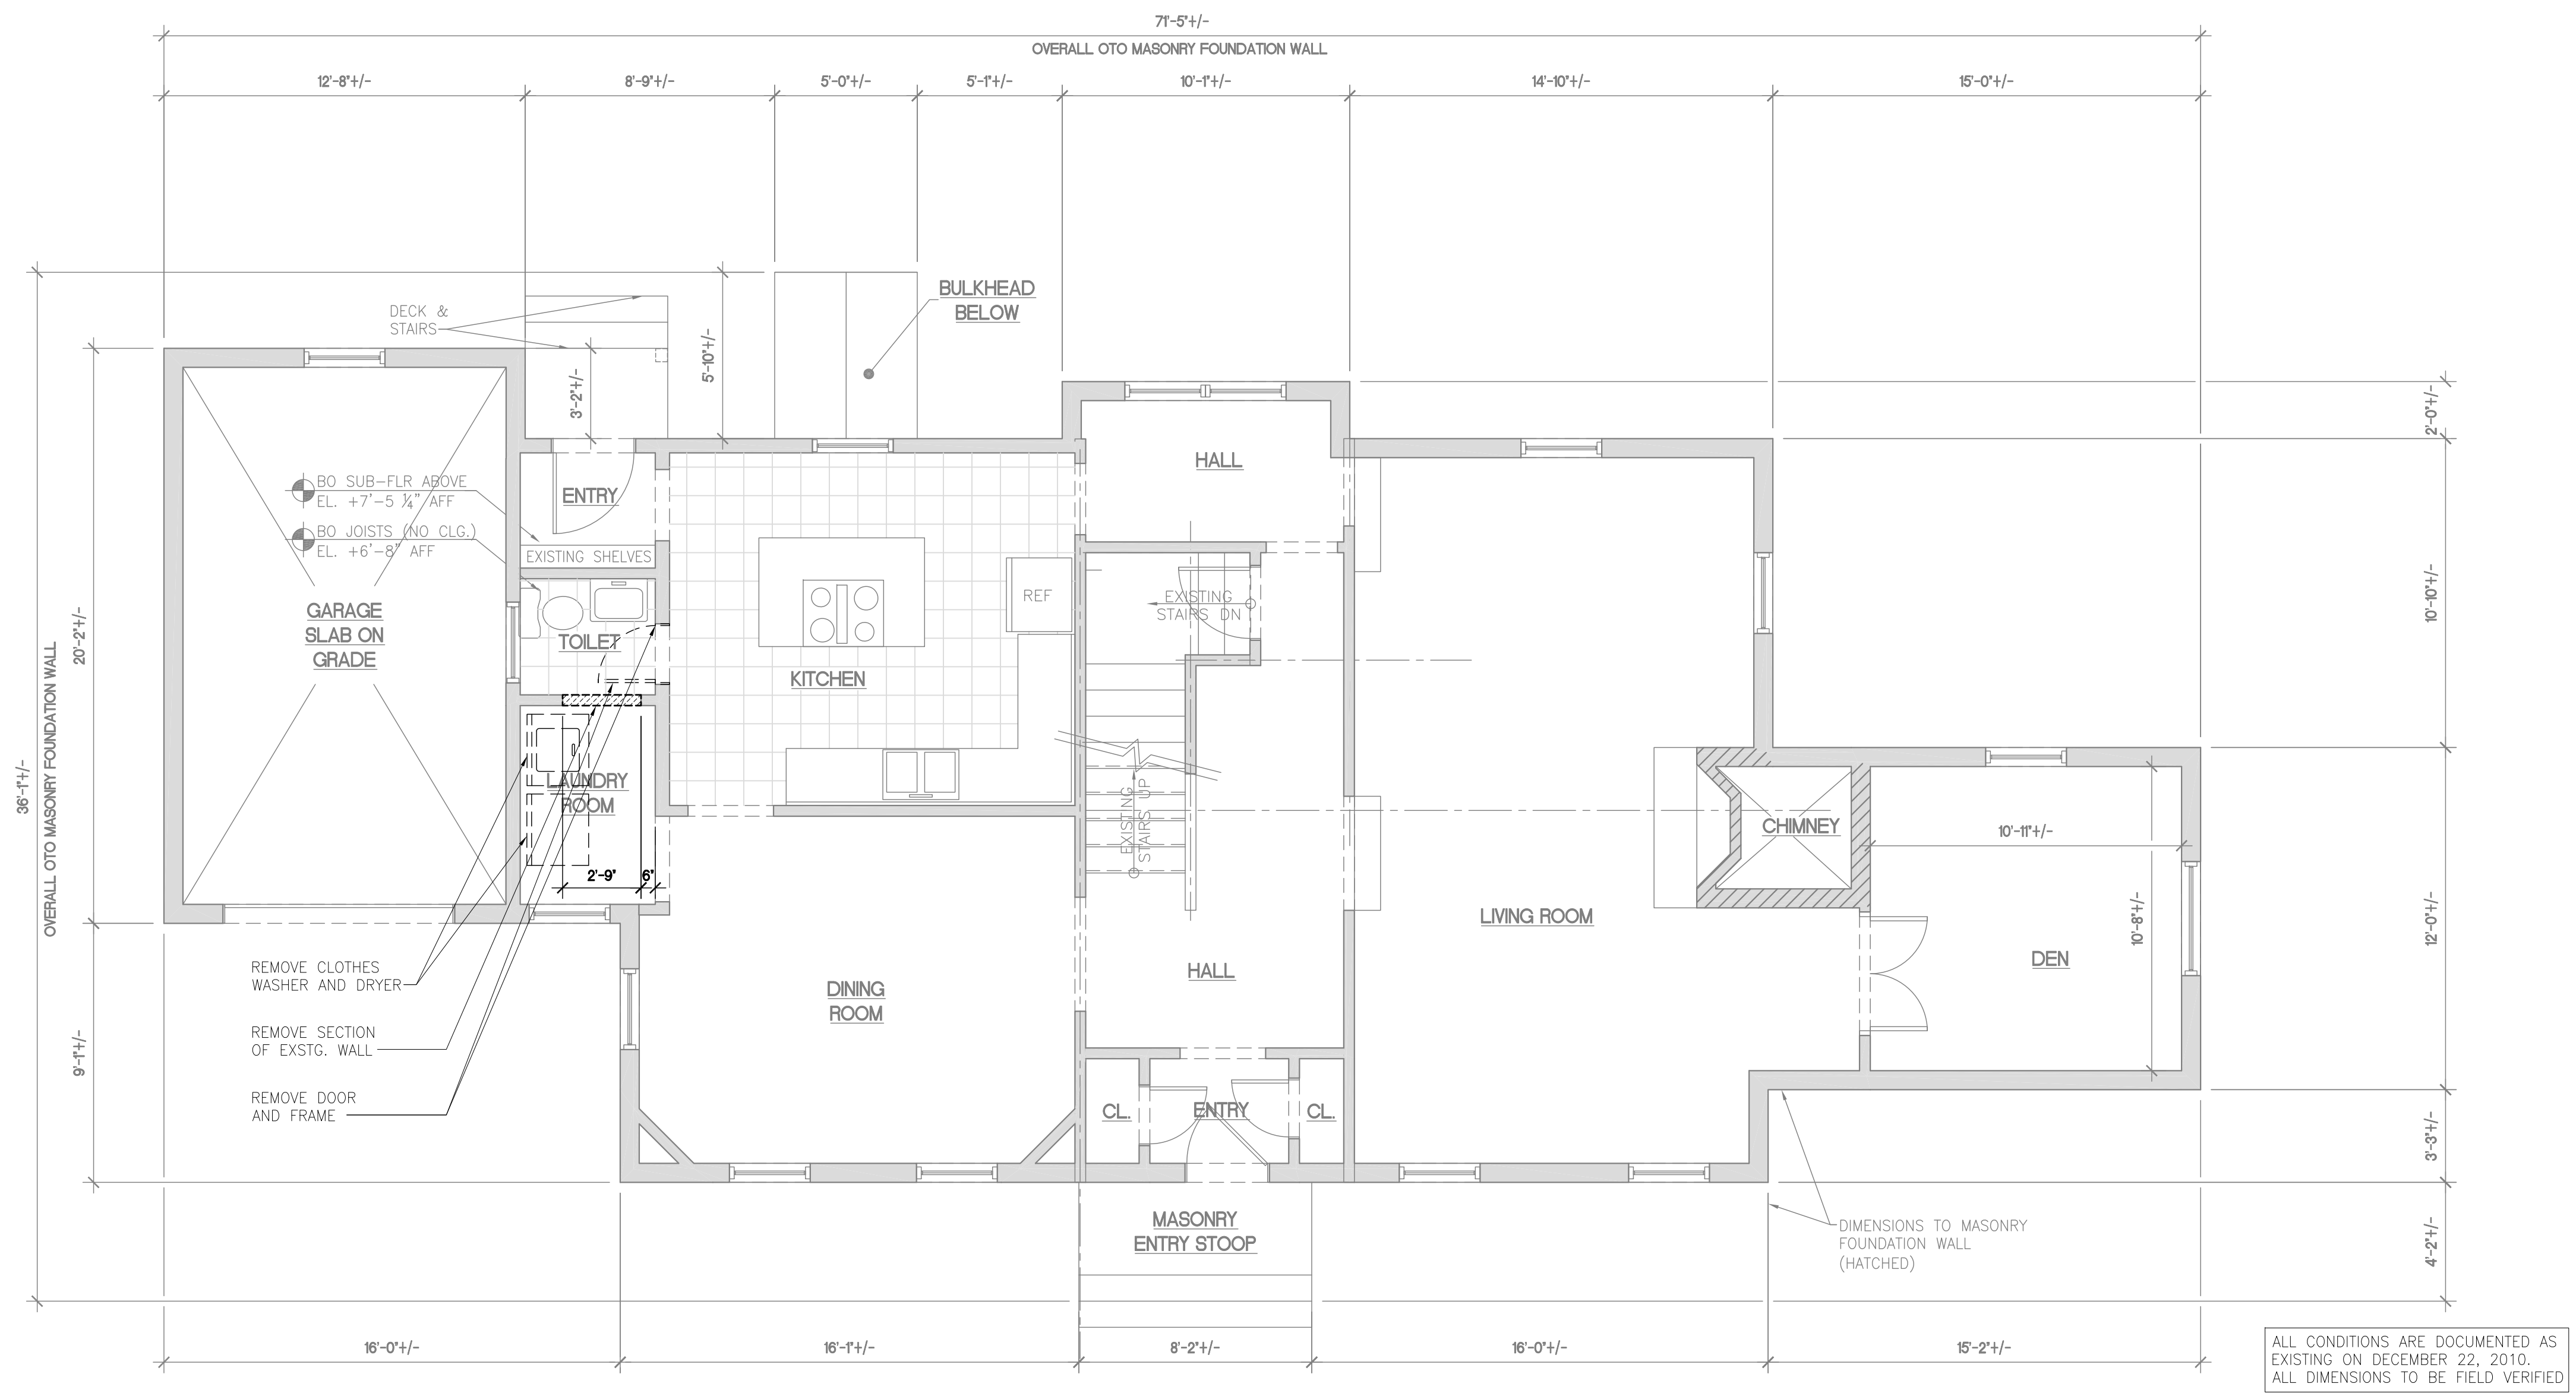 71'-5"+/-
OVERALL OTO MASONRY FOUNDATION WALL
12'-8"+/-
8'-9"+/-
5'-0"+/-
5'-1"+/-
10'-1"+/-
14'-10"+/-
15'-0"+/-
DECK &
STAIRS
BULKHEAD
BELOW
5'-10"+/-
3'-2"+/-
2'-0"+/-
BO SUB-FLR ABOVE
EL. +7'-5 ¼" AFF
BO JOISTS (NO CLG.)
EL. +6'-8" AFF
ENTRY
EXISTING SHELVES
HALL
GARAGE
SLAB ON
GRADE
TOILET
KITCHEN
REF
EXISTING
STAIRS DN
10'-10"+/-
20'-2"+/-
36'-1"+/-
OVERALL OTO MASONRY FOUNDATION WALL
LAUNDRY
ROOM
2'-9"
6"
EXISTING
STAIRS UP
CHIMNEY
10'-11"+/-
10'-8"+/-
12'-0"+/-
LIVING ROOM
DEN
HALL
DINING
ROOM
REMOVE CLOTHES
WASHER AND DRYER
REMOVE SECTION
OF EXSTG. WALL
REMOVE DOOR
AND FRAME
9'-1"+/-
CL.
ENTRY
CL.
3'-3"+/-
MASONRY
ENTRY STOOP
DIMENSIONS TO MASONRY
FOUNDATION WALL
(HATCHED)
4'-2"+/-
16'-0"+/-
16'-1"+/-
8'-2"+/-
16'-0"+/-
15'-2"+/-
ALL CONDITIONS ARE DOCUMENTED AS
EXISTING ON DECEMBER 22, 2010.
ALL DIMENSIONS TO BE FIELD VERIFIED